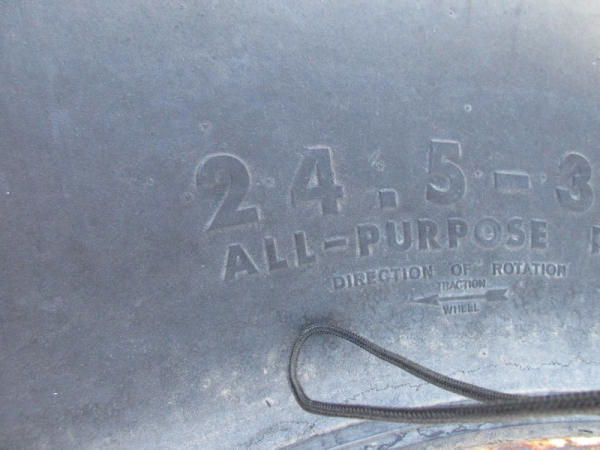 24.5-3
ALL-PURPOSE
DIRECTION OF ROTATION
TRACTION
WHEEL